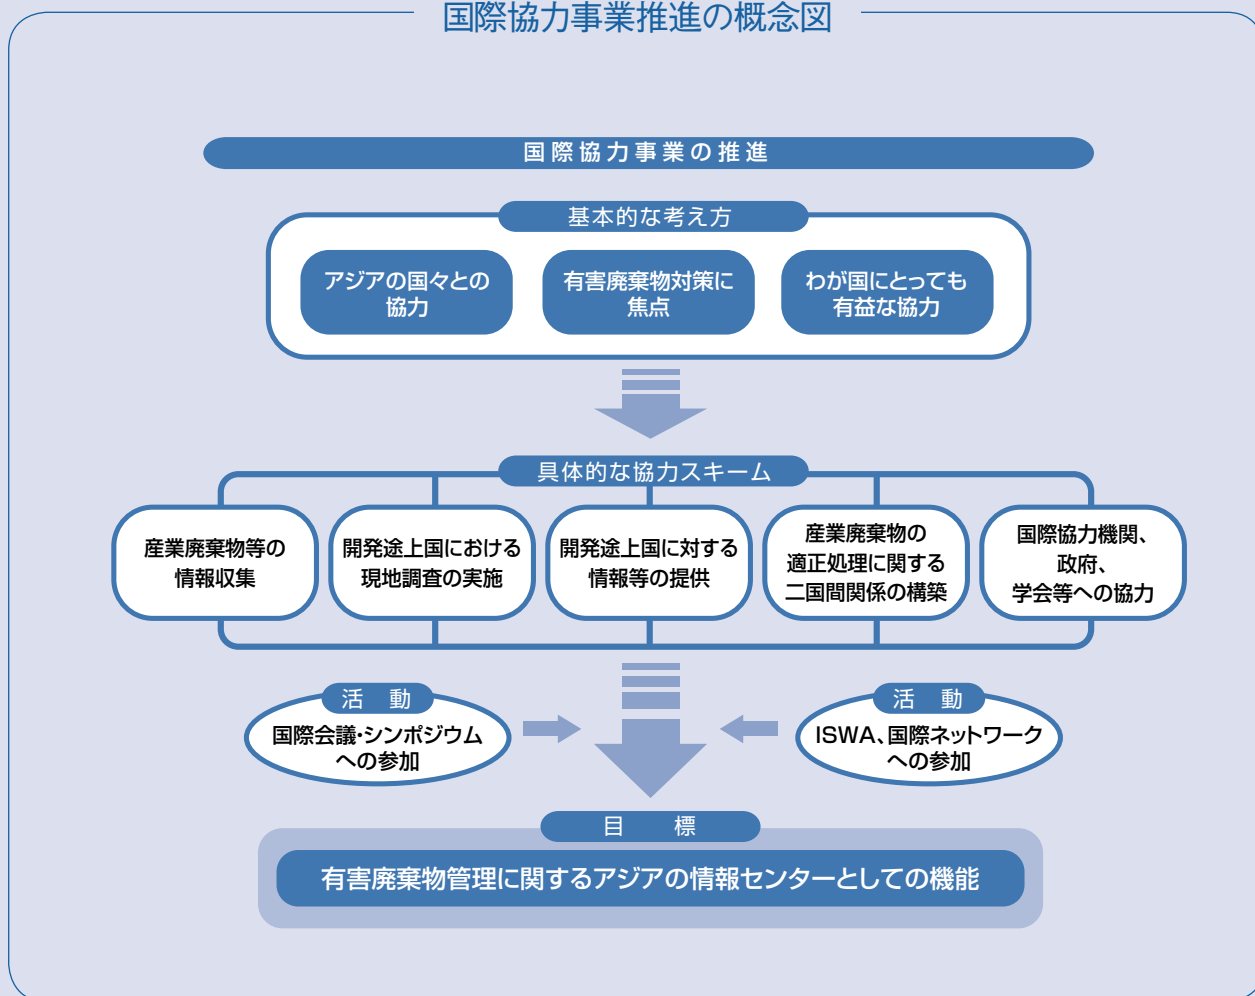 国際協力事業推進の概念図
国際協力事業の推進
基本的な考え方
アジアの国々との
協力
有害廃棄物対策に
焦点
わが国にとっても
有益な協力
具体的な協力スキーム
産業廃棄物等の
情報収集
開発途上国における
現地調査の実施
開発途上国に対する
情報等の提供
産業廃棄物の
適正処理に関する
二国間関係の構築
国際協力機関、
政府、
学会等への協力
活　動
国際会議・シンポジウム
への参加
活　動
ISWA、国際ネットワーク
への参加
目　標
有害廃棄物管理に関するアジアの情報センターとしての機能